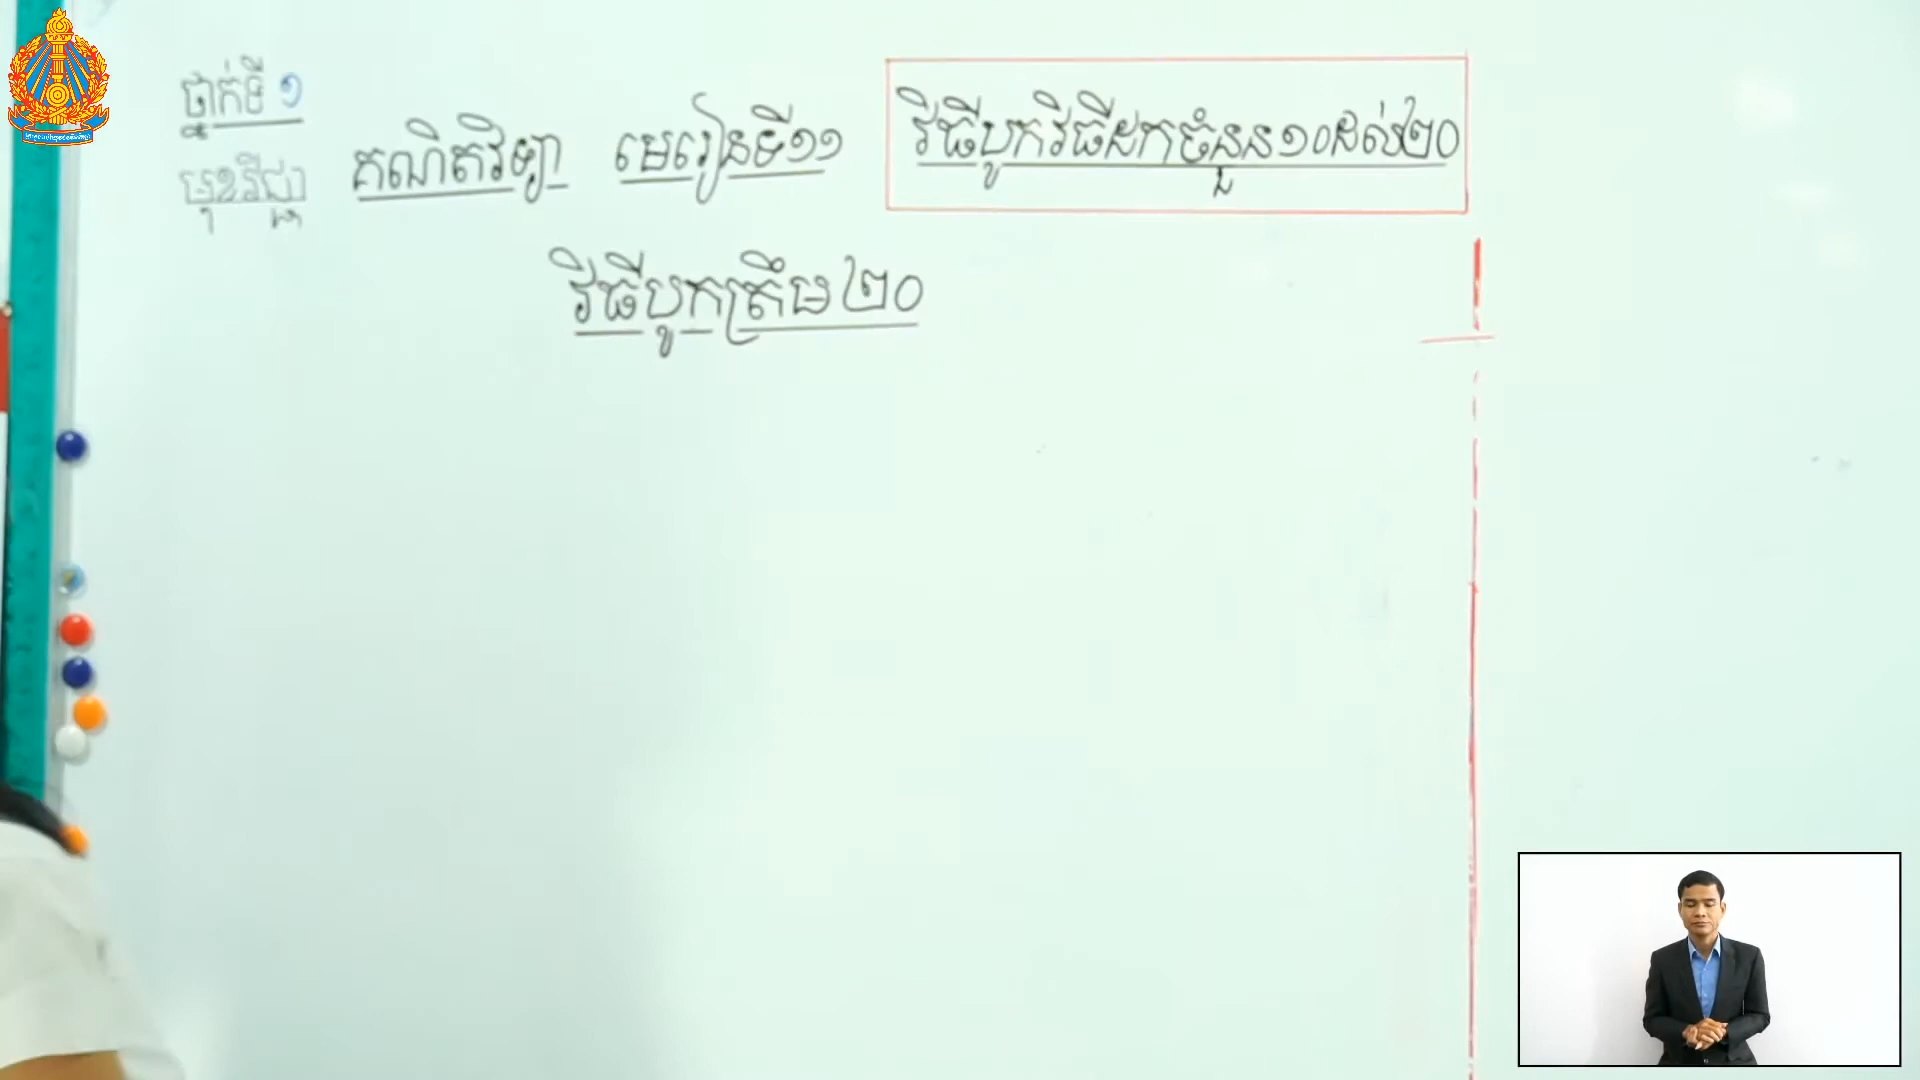 ថ្នាក់ទី ១
មុខវិជ្ជា គណិតវិទ្យា មេរៀនទី១១ វិធីបូកវិធីដកចំនួន១០ដល់២០
វិធីបូកត្រឹម ២០